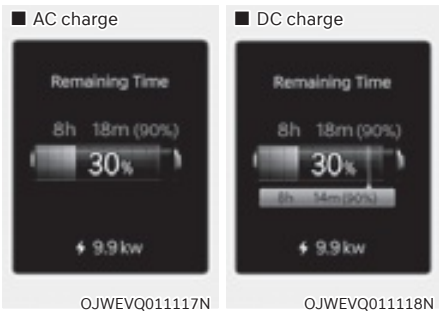 ■ AC charge
Remaining Time
8h 18m (90%)
30%
9.9 kw
OJWEVQ011117N
■ DC charge
Remaining Time
8h 18m (90%)
30%
8h 14m (90%)
9.9 kw
OJWEVQ011118N